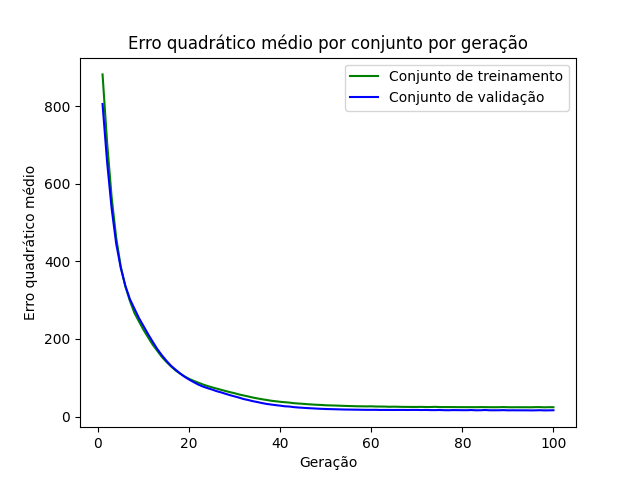 Erro quadrático médio por conjunto por geração
Conjunto de treinamento
Conjunto de validação
Erro quadrático médio
800
600
400
200
0
0 20 40 60 80 100
Geração